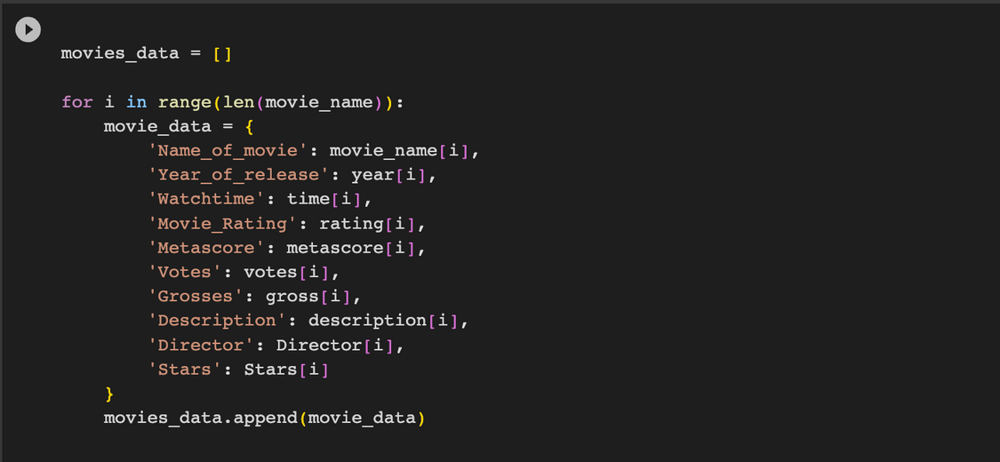 movies_data = []
for i in range(len(movie_name)):
    movie_data = {
        'Name_of_movie': movie_name[i],
        'Year_of_release': year[i],
        'Watchtime': time[i],
        'Movie_Rating': rating[i],
        'Metascore': metascore[i],
        'Votes': votes[i],
        'Grosses': gross[i],
        'Description': description[i],
        'Director': Director[i],
        'Stars': Stars[i]
    }
    movies_data.append(movie_data)